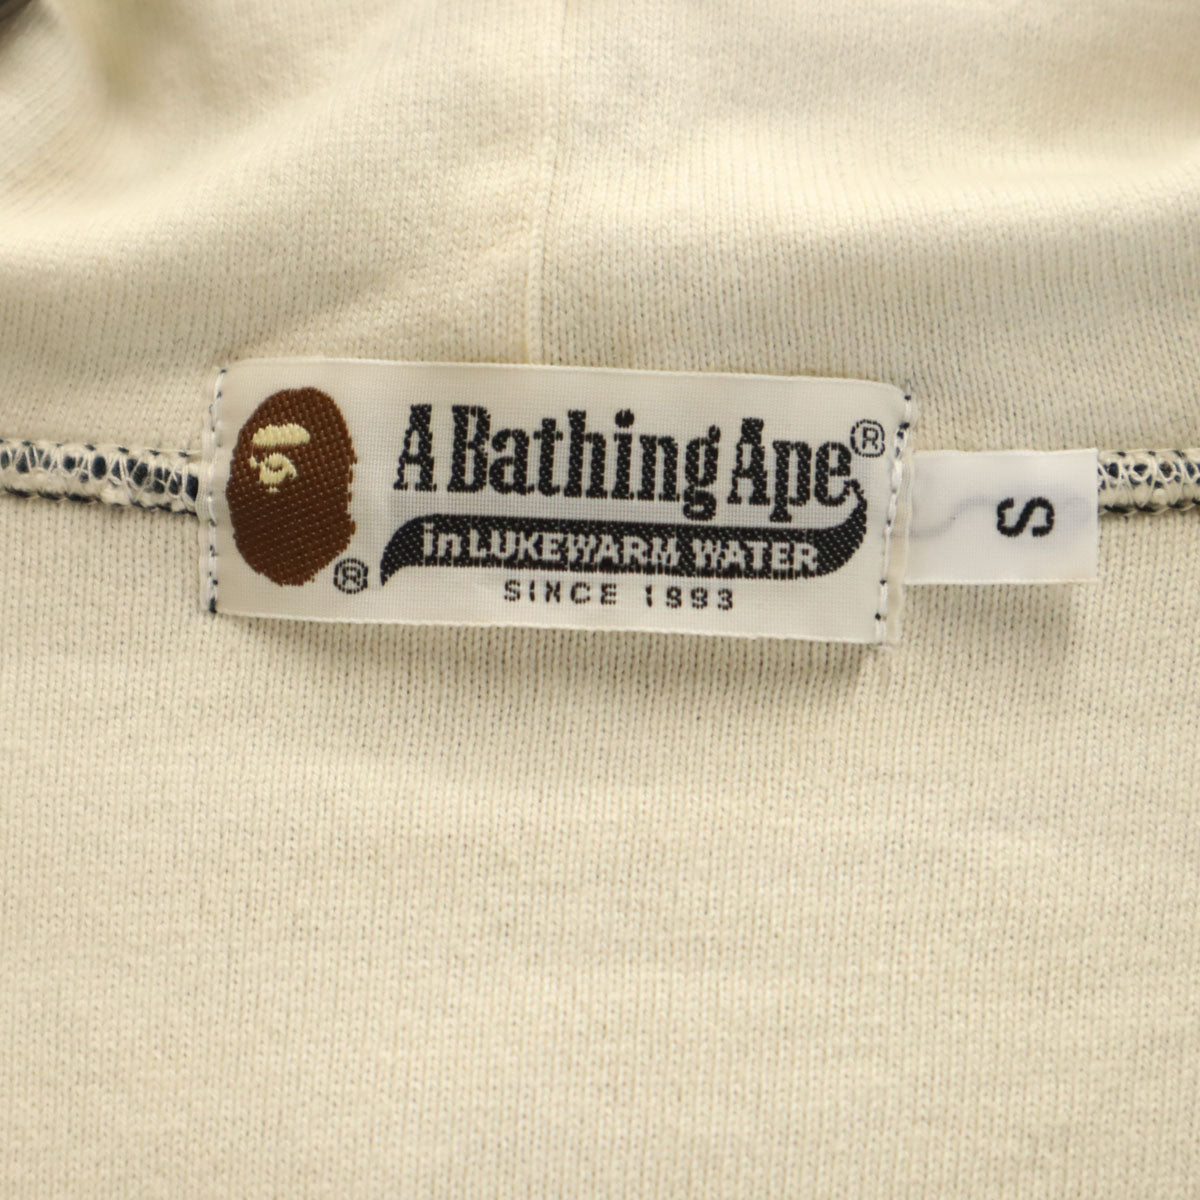 A Bathing Ape®
in LUKEWARM WATER
®
SINCE 1993
S